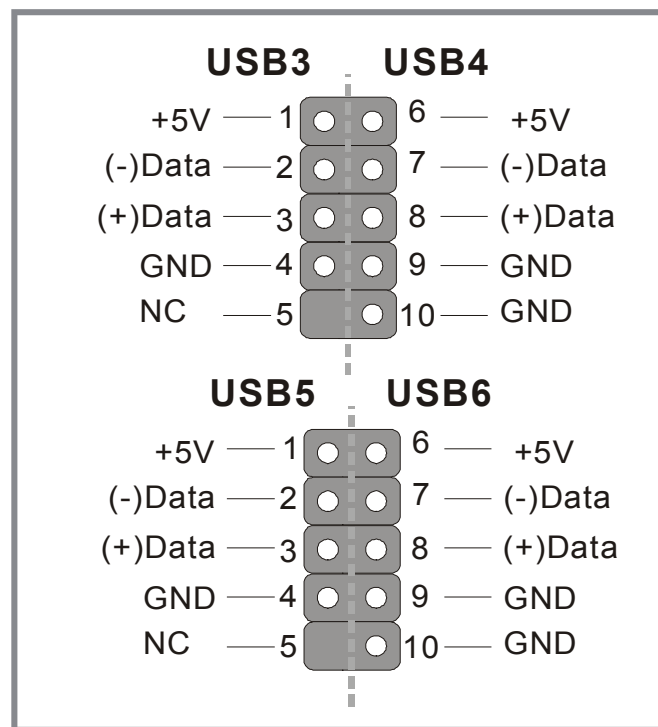 USB3 USB4
+5V 1 6 +5V
(-)Data 2 7 (-)Data
(+)Data 3 8 (+)Data
GND 4 9 GND
NC 5 10 GND
USB5 USB6
+5V 1 6 +5V
(-)Data 2 7 (-)Data
(+)Data 3 8 (+)Data
GND 4 9 GND
NC 5 10 GND